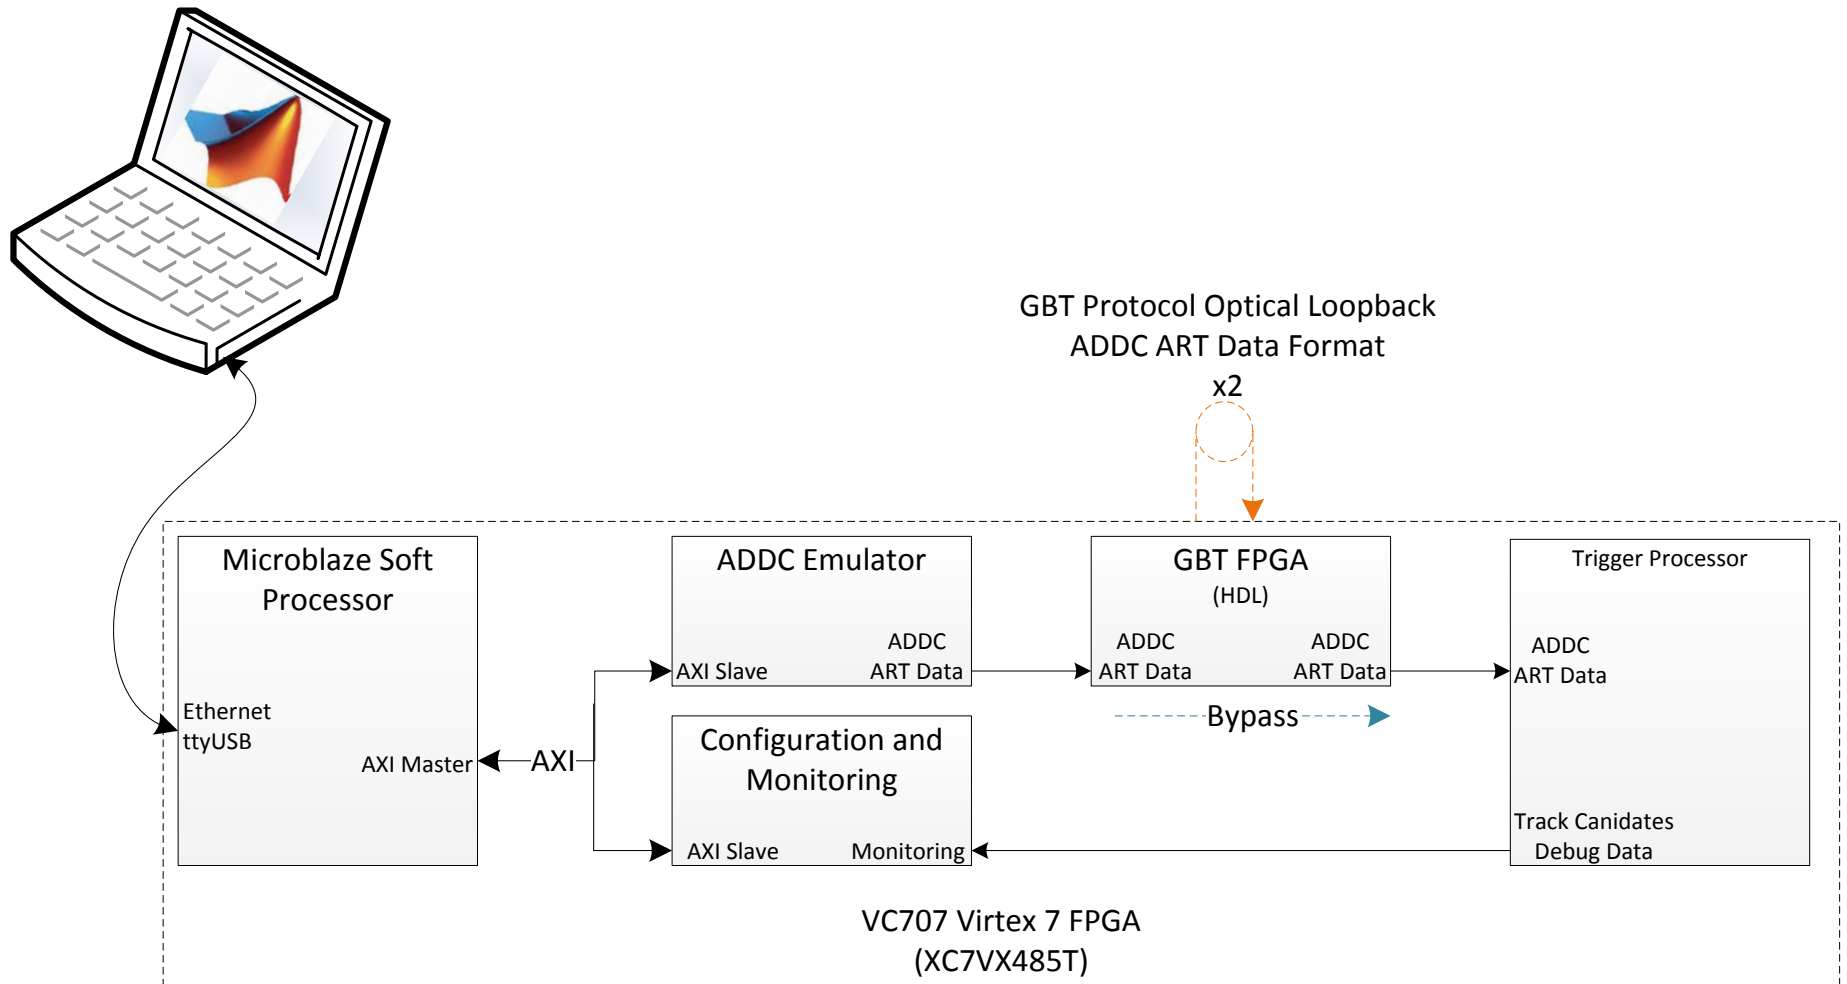 GBT Protocol Optical Loopback
ADDC ART Data Format
x2
Microblaze Soft
Processor
Ethernet
ttyUSB
AXI Master
AXI
ADDC Emulator
AXI Slave
ADDC
ART Data
Configuration and
Monitoring
AXI Slave
Monitoring
GBT FPGA
(HDL)
ADDC
ART Data
ADDC
ART Data
Bypass
Trigger Processor
ADDC
ART Data
Track Canidates
Debug Data
VC707 Virtex 7 FPGA
(XC7VX485T)